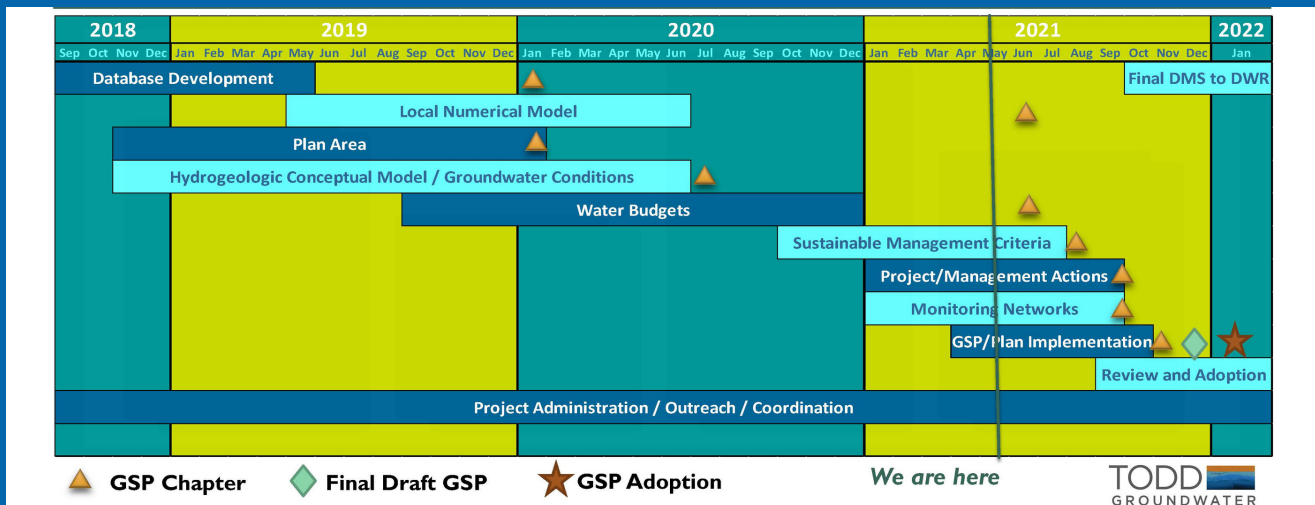 2018 2019 2020 2021 2022
Sep Oct Nov Dec Jan Feb Mar Apr May Jun Jul Aug Sep Oct Nov Dec Jan Feb Mar Apr May Jun Jul Aug Sep Oct Nov Dec Jan Feb Mar Apr May Jun Jul Aug Sep Oct Nov Dec Jan
Database Development Final DMS to DWR
Local Numerical Model
Plan Area
Hydrogeologic Conceptual Model / Groundwater Conditions
Water Budgets
Sustainable Management Criteria
Project/Management Actions
Monitoring Networks
GSP/Plan Implementation
Review and Adoption
Project Administration / Outreach / Coordination
GSP Chapter Final Draft GSP GSP Adoption We are here TODD
GROUNDWATER